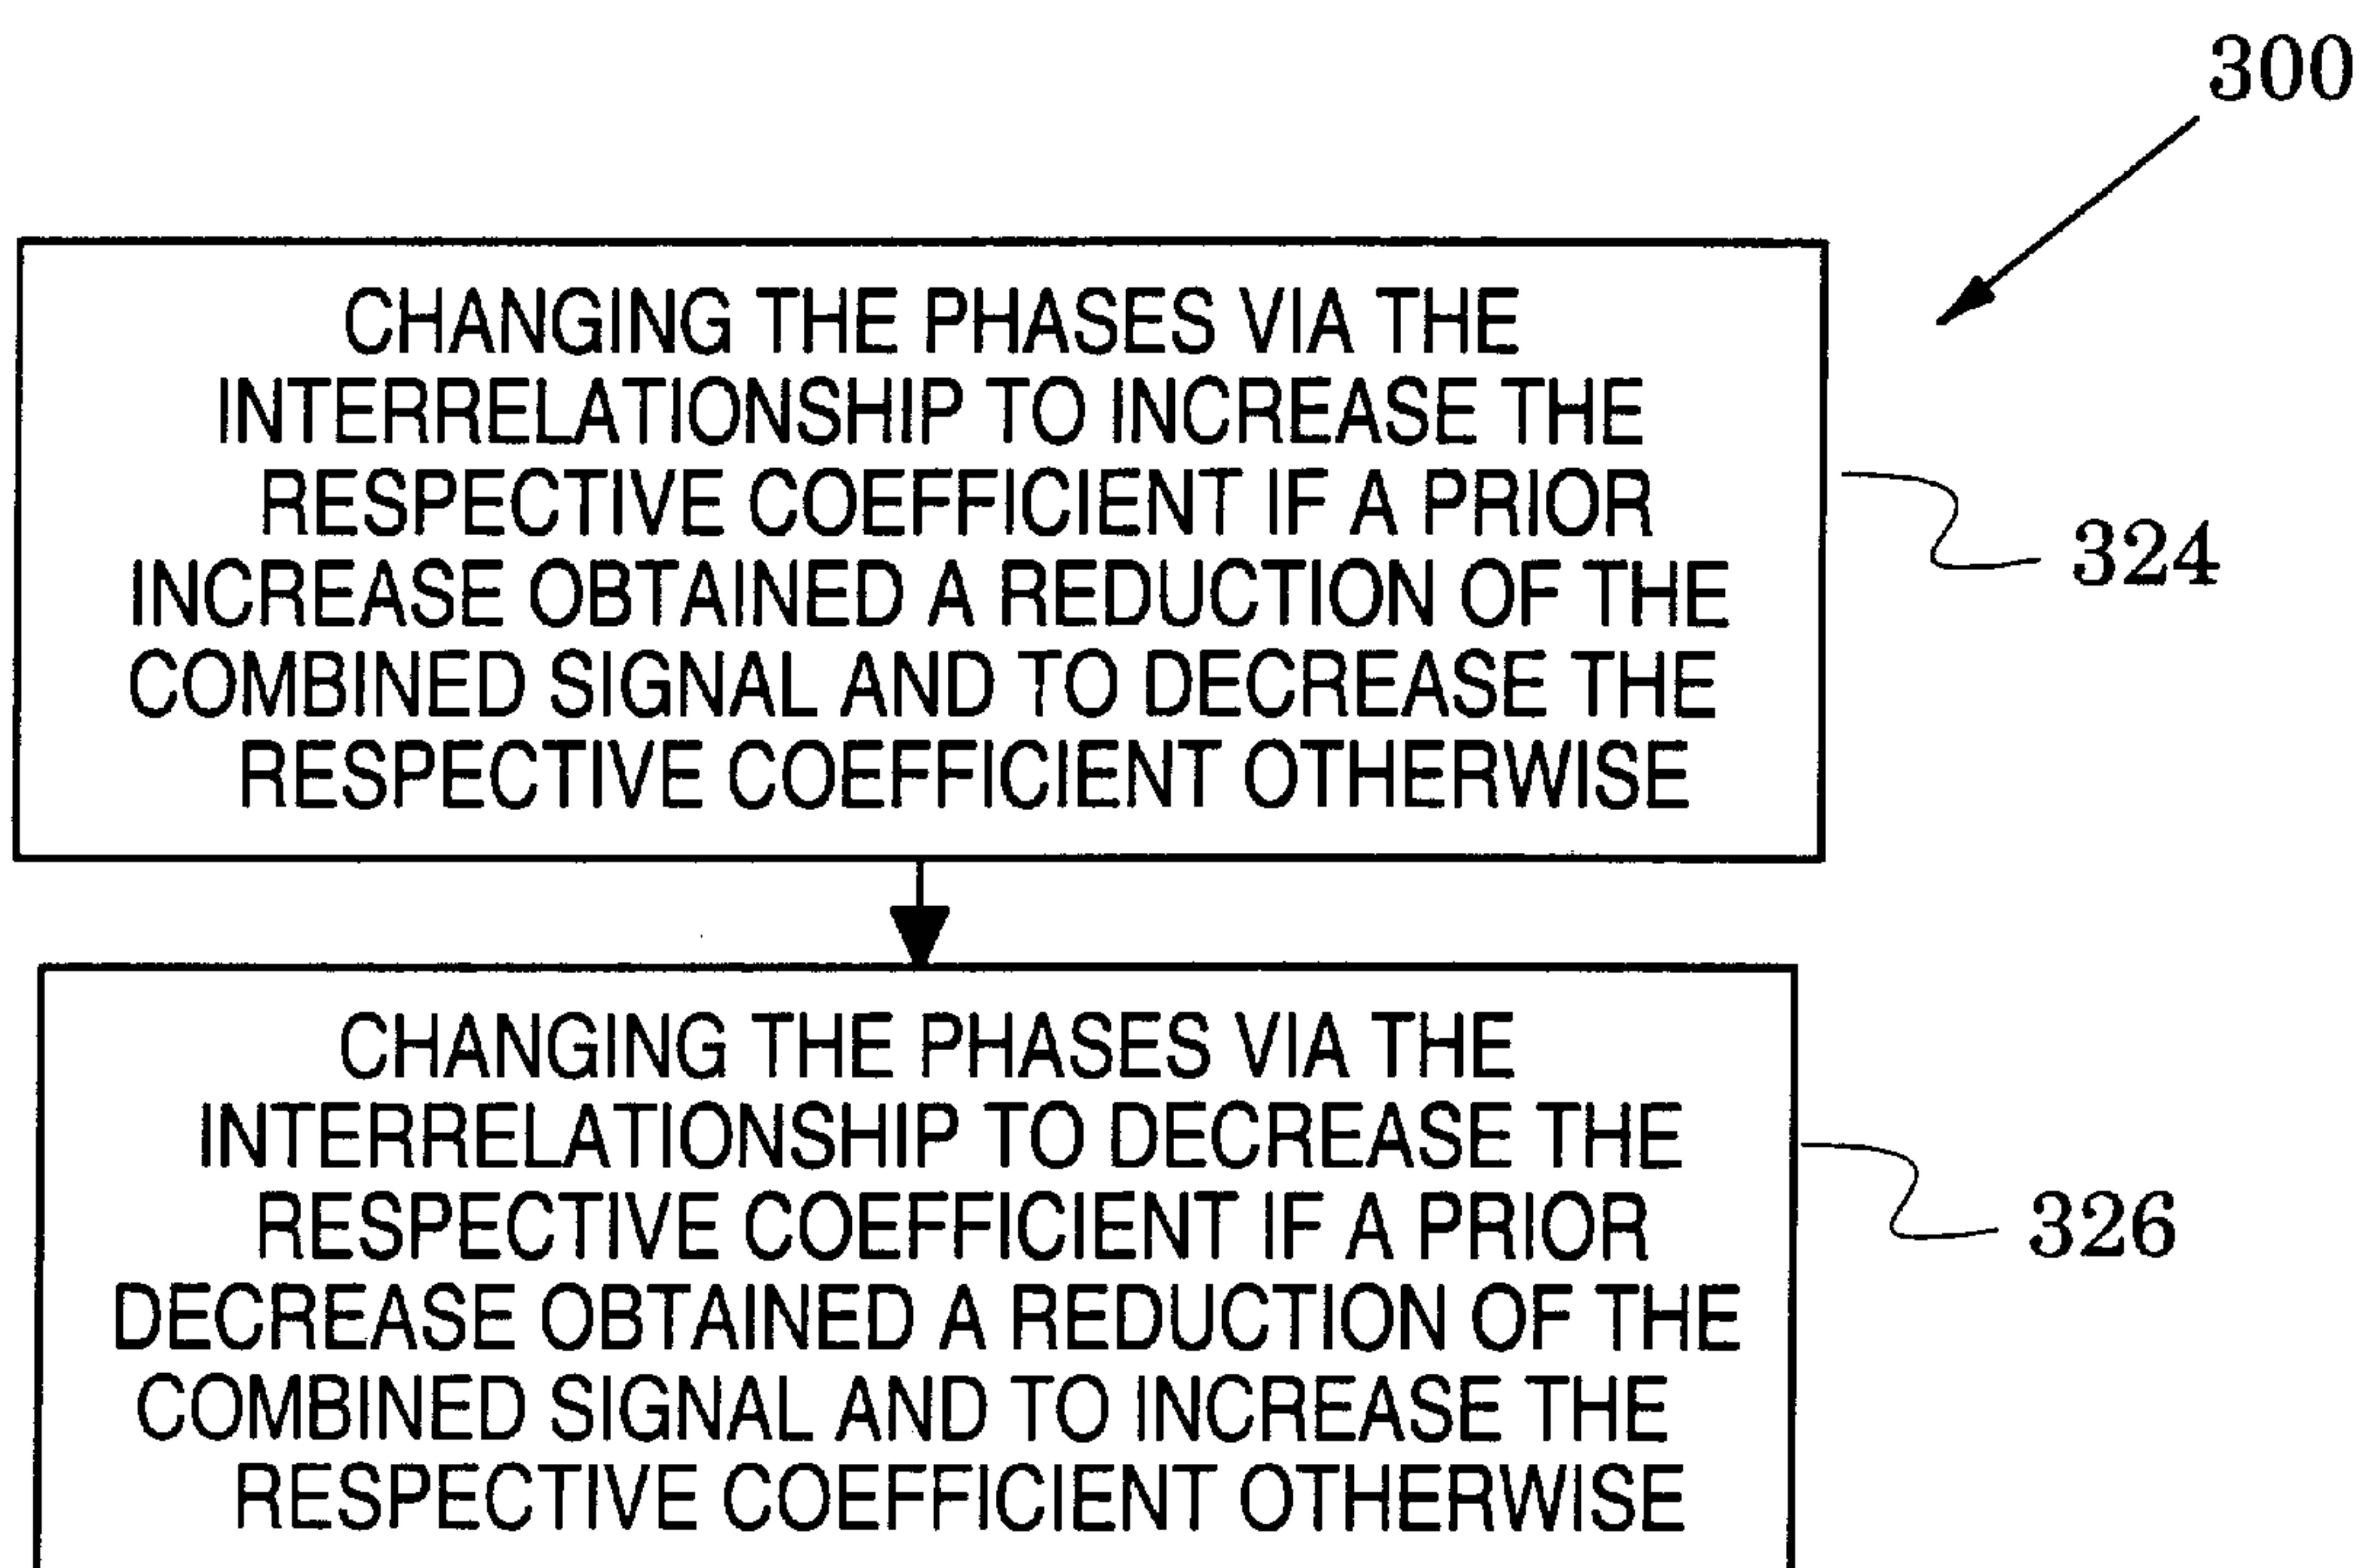 300
CHANGING THE PHASES VIA THE
INTERRELATIONSHIP TO INCREASE THE
RESPECTIVE COEFFICIENT IF A PRIOR
INCREASE OBTAINED A REDUCTION OF THE
COMBINED SIGNAL AND TO DECREASE THE
RESPECTIVE COEFFICIENT OTHERWISE
324
CHANGING THE PHASES VIA THE
INTERRELATIONSHIP TO DECREASE THE
RESPECTIVE COEFFICIENT IF A PRIOR
DECREASE OBTAINED A REDUCTION OF THE
COMBINED SIGNAL AND TO INCREASE THE
RESPECTIVE COEFFICIENT OTHERWISE
326